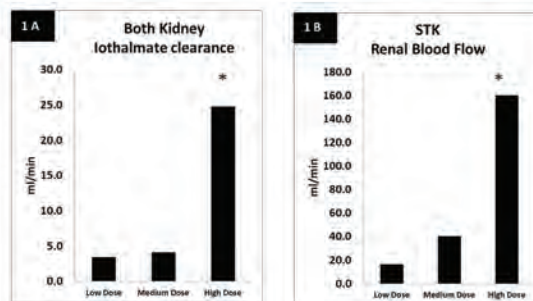 1 A
Both Kidney
Iothalmate clearance
30.0
25.0
20.0
15.0
10.0
5.0
0.0
ml/min
*
Low Dose Medium Dose High Dose
1 B
STK
Renal Blood Flow
180.0
160.0
140.0
120.0
100.0
80.0
60.0
40.0
20.0
0.0
ml/min
*
Low Dose Medium Dose High Dose